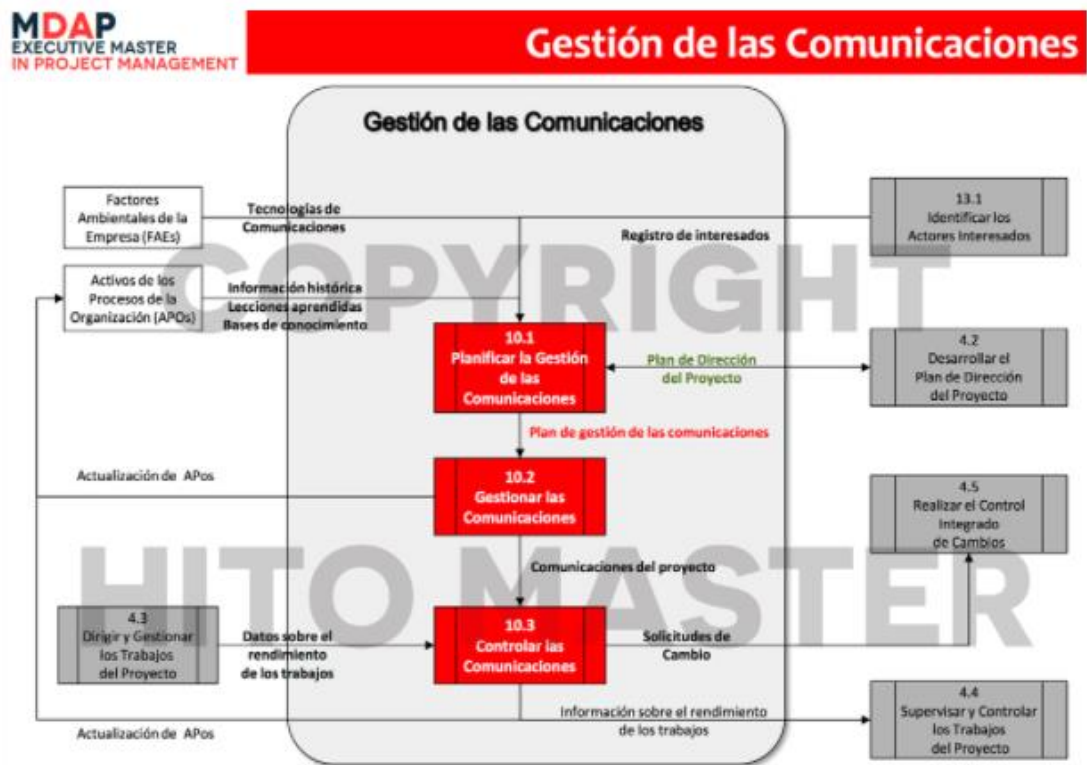 MDAP
EXECUTIVE MASTER
IN PROJECT MANAGEMENT
Gestión de las Comunicaciones
Gestión de las Comunicaciones
Factores
Ambientales de la
Empresa (FAEs)
Tecnologías de
Comunicaciones
Registro de interesados
13.1
Identificar los
Actores Interesados
COPYRIGHT
Activos de los
Procesos de la
Organización (APOs)
Información histórica
Lecciones aprendidas
Bases de conocimiento
10.1
Planificar la Gestión
de las
Comunicaciones
Plan de Dirección
del Proyecto
4.2
Desarrollar el
Plan de Dirección
del Proyecto
Plan de gestión de las comunicaciones
Actualización de APos
10.2
Gestionar las
Comunicaciones
4.5
Realizar el Control
Integrado
de Cambios
HITO MASTER
Comunicaciones del proyecto
4.3
Dirigir y Gestionar
los Trabajos
del Proyecto
Datos sobre el
rendimiento
de los trabajos
10.3
Controlar las
Comunicaciones
Solicitudes de
Cambio
Actualización de APos
Información sobre el rendimiento
de los trabajos
4.4
Supervisar y Controlar
los Trabajos
del Proyecto